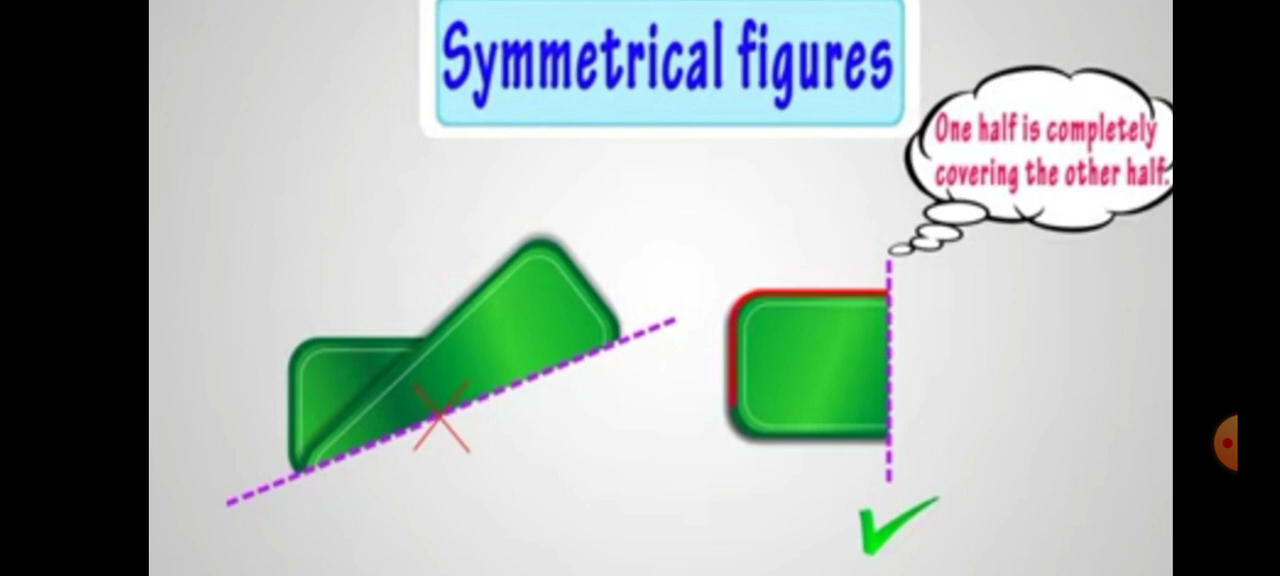 Symmetrical figures
One half is completely
covering the other half.